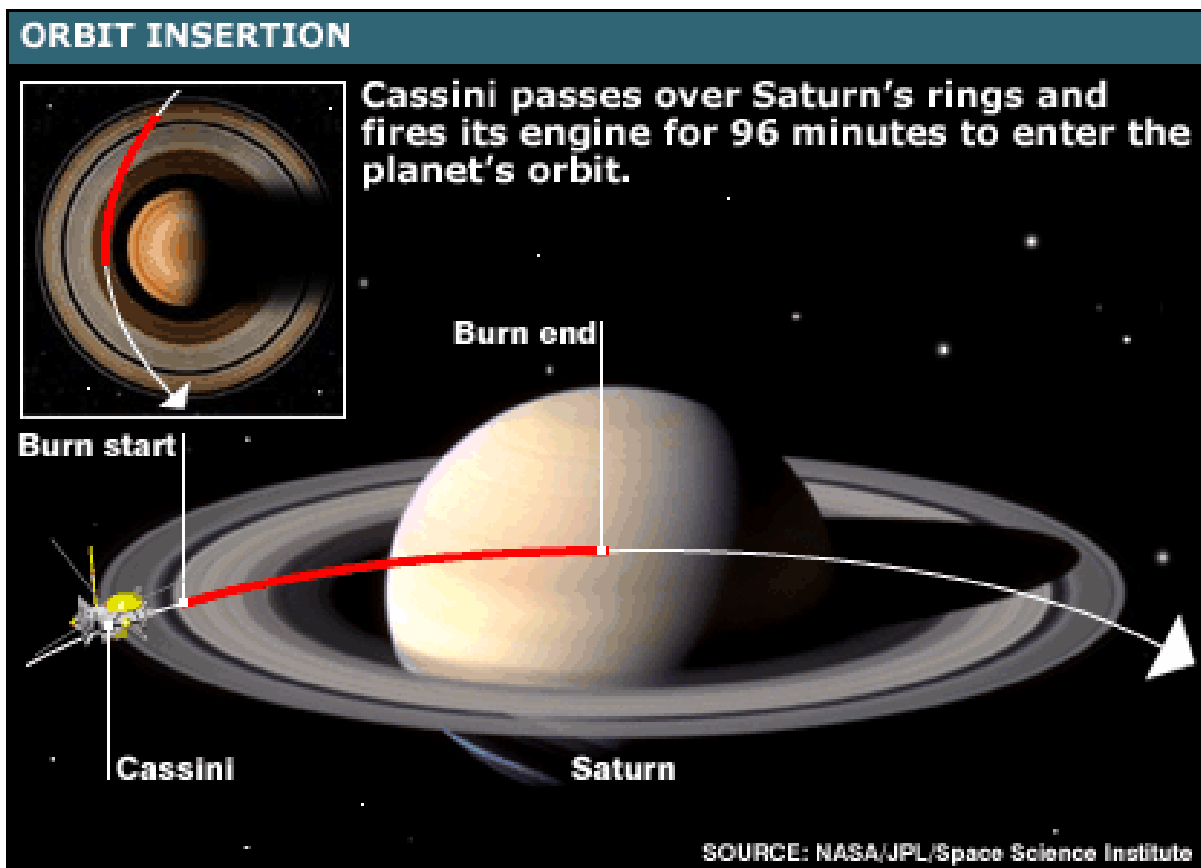 ORBIT INSERTION
Cassini passes over Saturn's rings and
fires its engine for 96 minutes to enter the
planet's orbit.
Burn end
Burn start
Cassini
Saturn
SOURCE: NASA/JPL/Space Science Institute